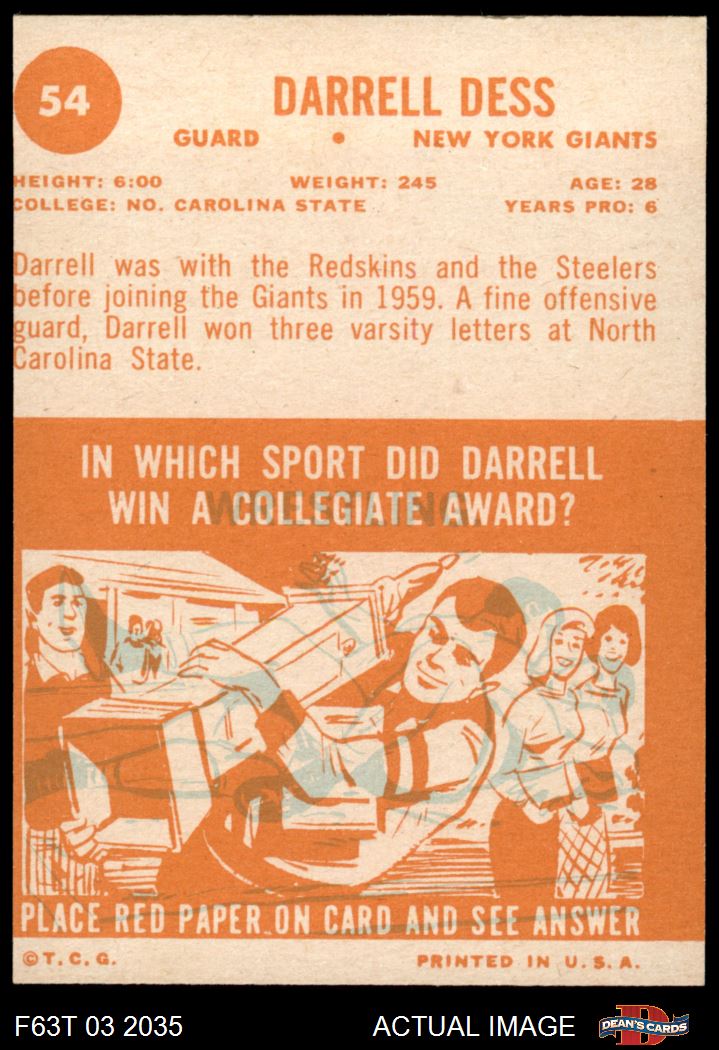 54
DARRELL DESS
GUARD • NEW YORK GIANTS
HEIGHT: 6:00 WEIGHT: 245 AGE: 28
COLLEGE: NO. CAROLINA STATE YEARS PRO: 6
Darrell was with the Redskins and the Steelers
before joining the Giants in 1959. A fine offensive
guard, Darrell won three varsity letters at North
Carolina State.
IN WHICH SPORT DID DARRELL
WIN A COLLEGIATE AWARD?
WRESTLING
PLACE RED PAPER ON CARD AND SEE ANSWER
© T. C. G. PRINTED IN U. S. A.
F63T 03 2035 ACTUAL IMAGE
D
DEAN'S CARDS